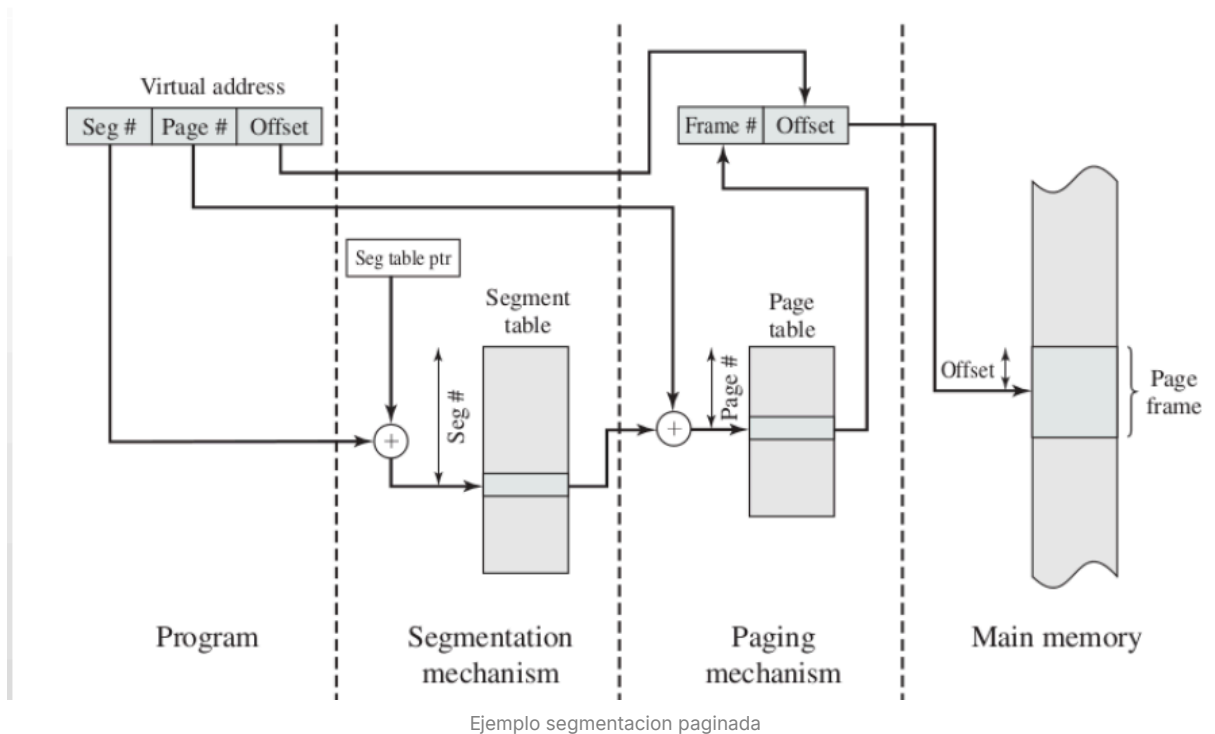 Virtual address
Seg # Page # Offset
Frame # Offset
Seg table ptr
Segment
table
Page
table
Seg #
Page #
Offset
Page
frame
Program
Segmentation
mechanism
Paging
mechanism
Main memory
Ejemplo segmentacion paginada